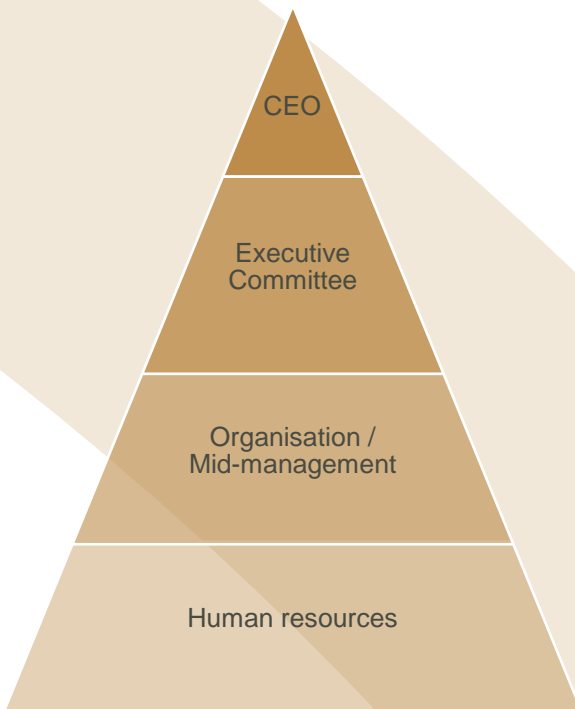 CEO
Executive
Committee
Organisation /
Mid-management
Human resources